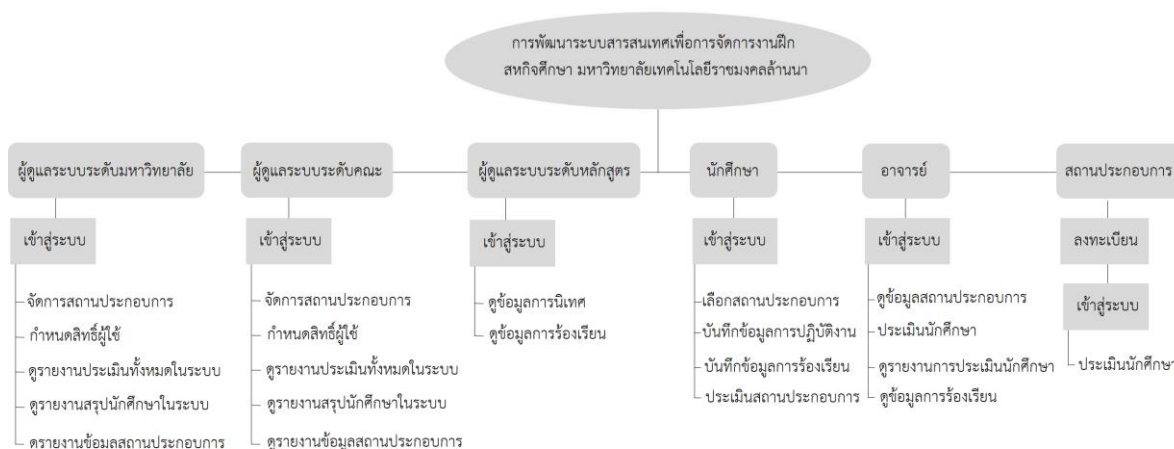 การพัฒนาระบบสารสนเทศเพื่อการจัดการงานฝึก
สหกิจศึกษา มหาวิทยาลัยเทคโนโลยีราชมงคลล้านนา
ผู้ดูแลระบบระดับมหาวิทยาลัย
เข้าสู่ระบบ
จัดการสถานประกอบการ
กำหนดสิทธิ์ผู้ใช้
ดูรายงานประเมินทั้งหมดในระบบ
ดูรายงานสรุปนักศึกษาในระบบ
ดูรายงานข้อมูลสถานประกอบการ
ผู้ดูแลระบบระดับคณะ
เข้าสู่ระบบ
จัดการสถานประกอบการ
กำหนดสิทธิ์ผู้ใช้
ดูรายงานประเมินทั้งหมดในระบบ
ดูรายงานสรุปนักศึกษาในระบบ
ดูรายงานข้อมูลสถานประกอบการ
ผู้ดูแลระบบระดับหลักสูตร
เข้าสู่ระบบ
ดูข้อมูลการนิเทศ
ดูข้อมูลการร้องเรียน
นักศึกษา
เข้าสู่ระบบ
เลือกสถานประกอบการ
บันทึกข้อมูลการปฏิบัติงาน
บันทึกข้อมูลการร้องเรียน
ประเมินสถานประกอบการ
อาจารย์
เข้าสู่ระบบ
ดูข้อมูลสถานประกอบการ
ประเมินนักศึกษา
ดูรายงานการประเมินนักศึกษา
ดูข้อมูลการร้องเรียน
สถานประกอบการ
ลงทะเบียน
เข้าสู่ระบบ
ประเมินนักศึกษา